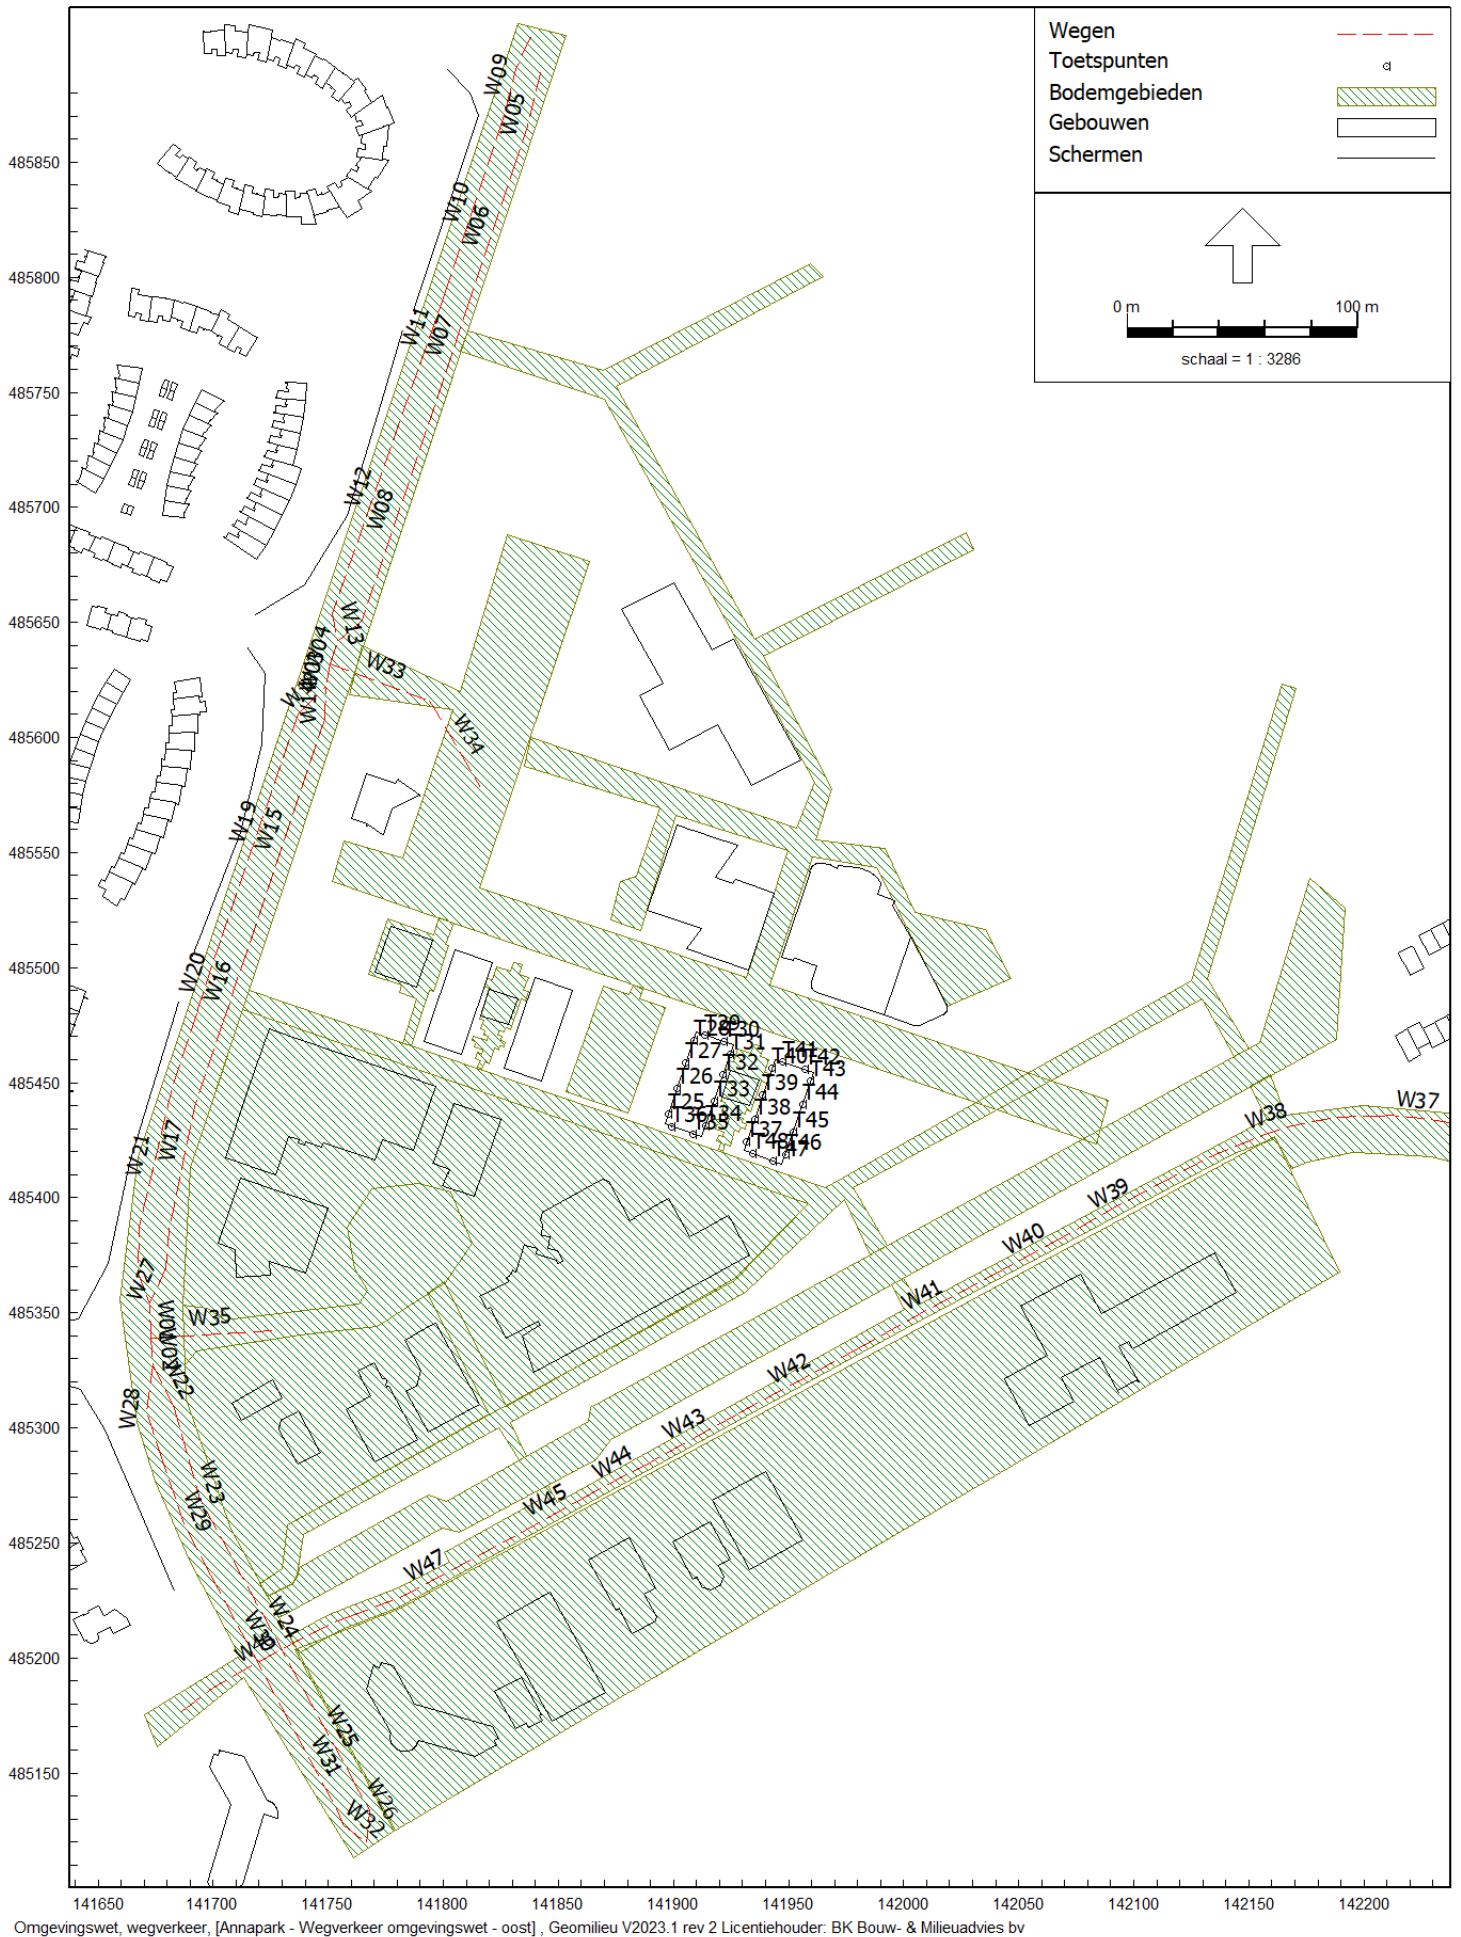 Wegen
Toetspunten
Bodemgebieden
Gebouwen
Schermen
0 m 100 m
schaal = 1 : 3286
485850
485800
485750
485700
485650
485600
485550
485500
485450
485400
485350
485300
485250
485200
485150
W09
W05
W10
W06
W11
W07
W12
W08
W13
W33
W34
W19
W15
W20
W16
W21
W17
W27
W35
W22
W28
W23
W29
W24
W25
W31
W26
W32
T29
T30
T31
T27
T32
T26
T33
T25
T34
T36
T35
T41
T40
T42
T43
T39
T44
T38
T45
T37
T46
T48
T47
W37
W38
W39
W40
W41
W42
W43
W44
W45
W47
141650 141700 141750 141800 141850 141900 141950 142000 142050 142100 142150 142200
Omgevingswet, wegverkeer, [Annapark - Wegverkeer omgevingswet - oost] , Geomilieu V2023.1 rev 2 Licentiehouder: BK Bouw- & Milieuadvies bv